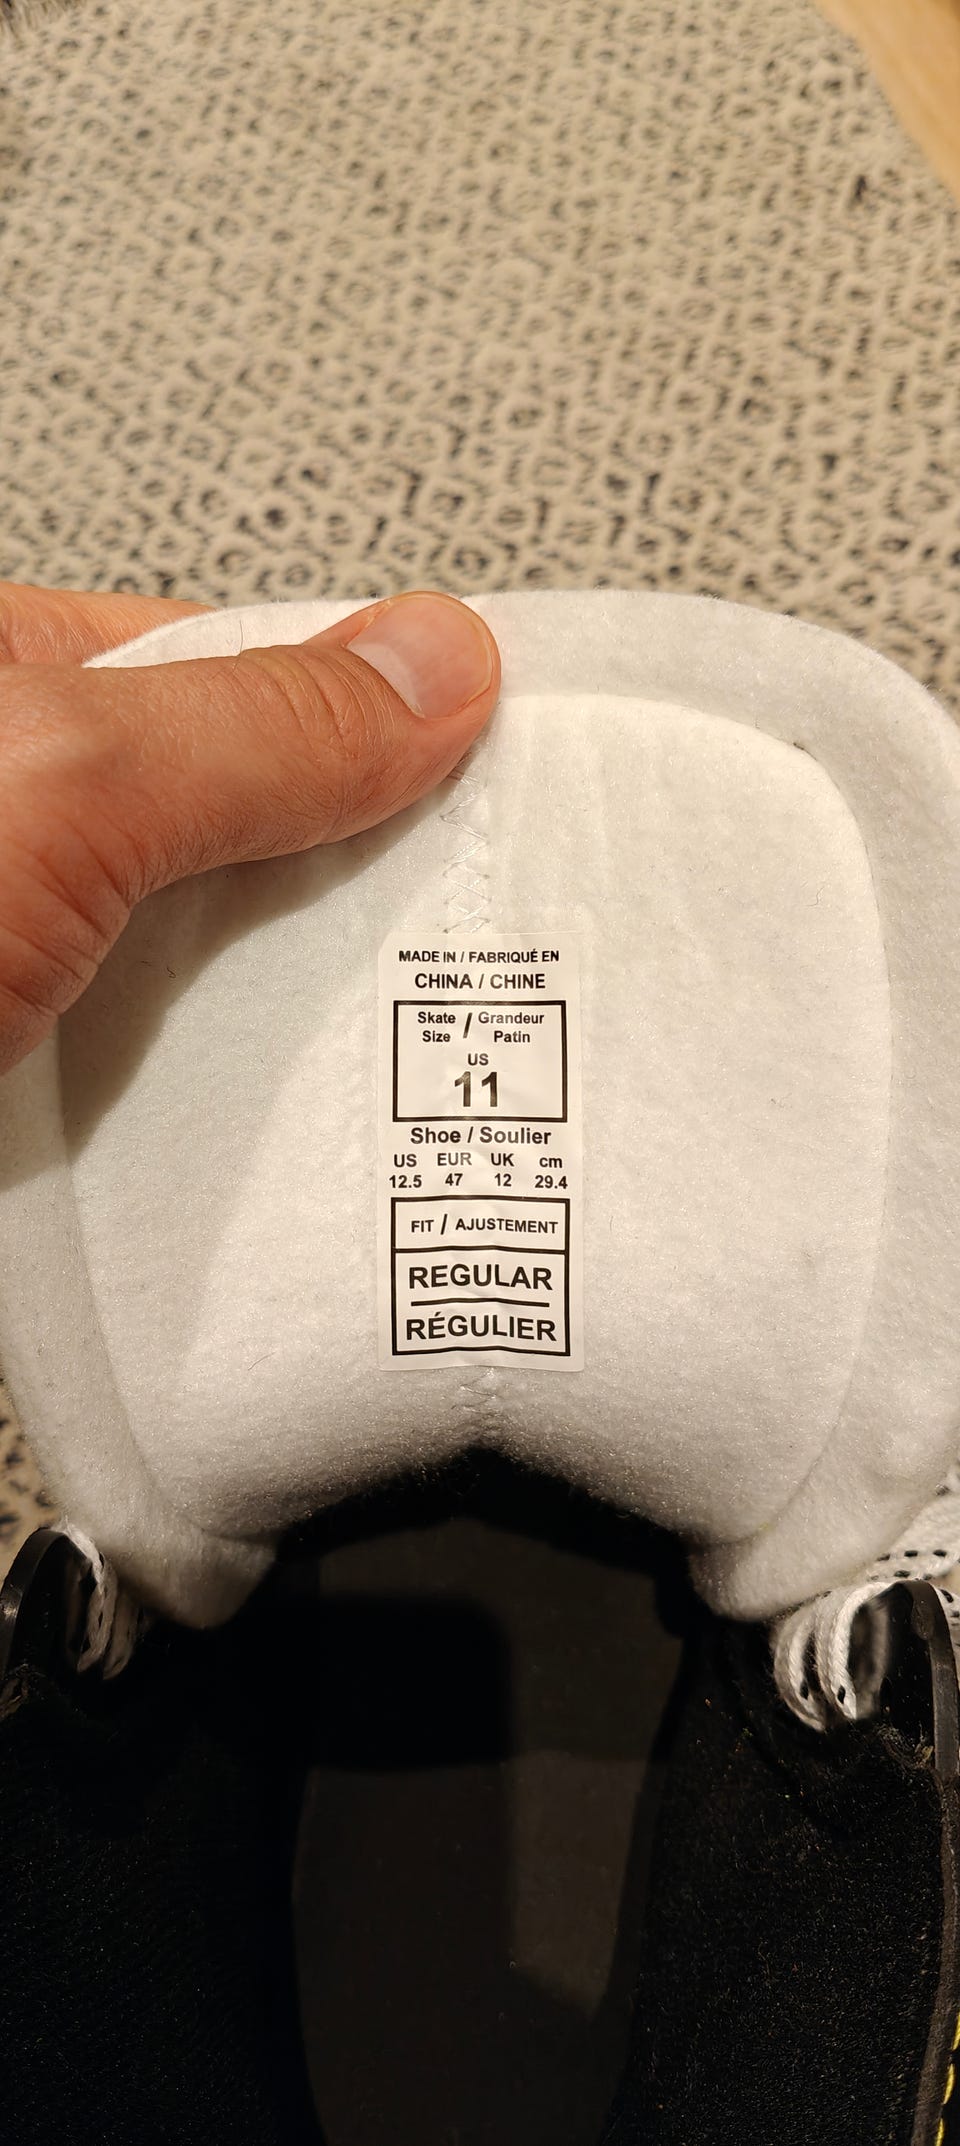 MADE IN / FABRIQUÉ EN
CHINA / CHINE
Skate Size / Grandeur Patin
US
11
Shoe / Soulier
US EUR UK cm
12.5 47 12 29.4
FIT / AJUSTEMENT
REGULAR
RÉGULIER